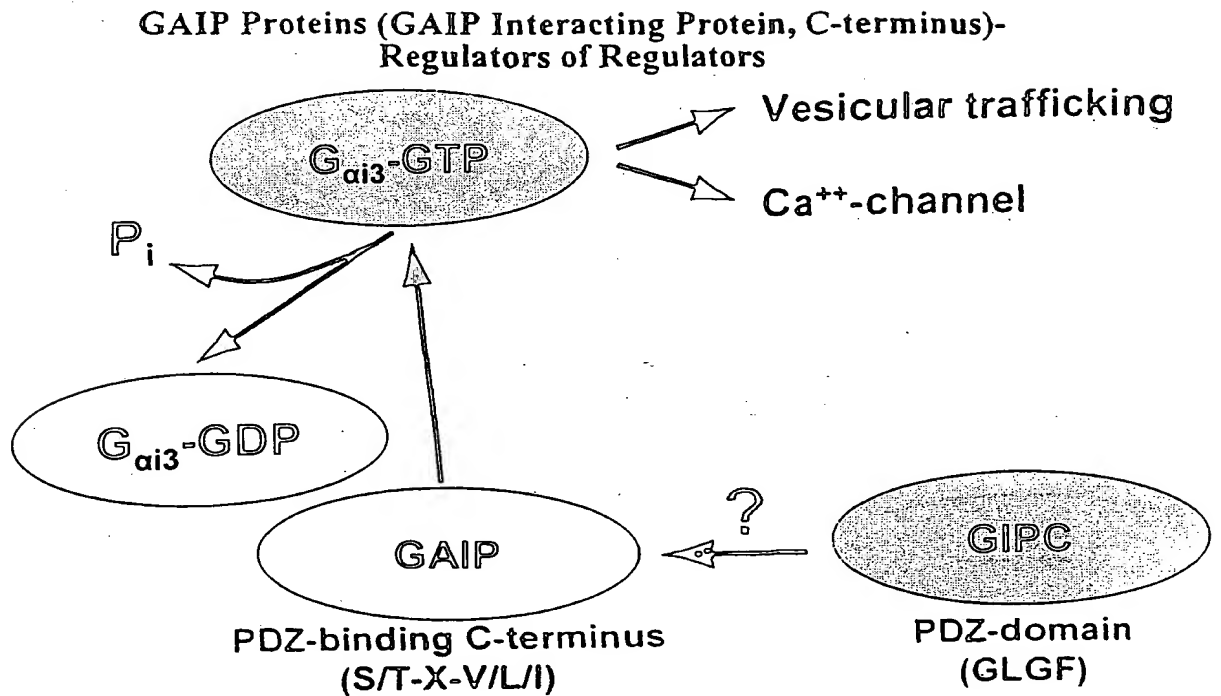 GAIP Proteins (GAIP Interacting Protein, C-terminus)-
Regulators of Regulators
Vesicular trafficking
Gαi3-GTP
Ca++-channel
Pi
Gαi3-GDP
?
GAIP
GIPC
PDZ-binding C-terminus
(S/T-X-V/L/I)
PDZ-domain
(GLGF)